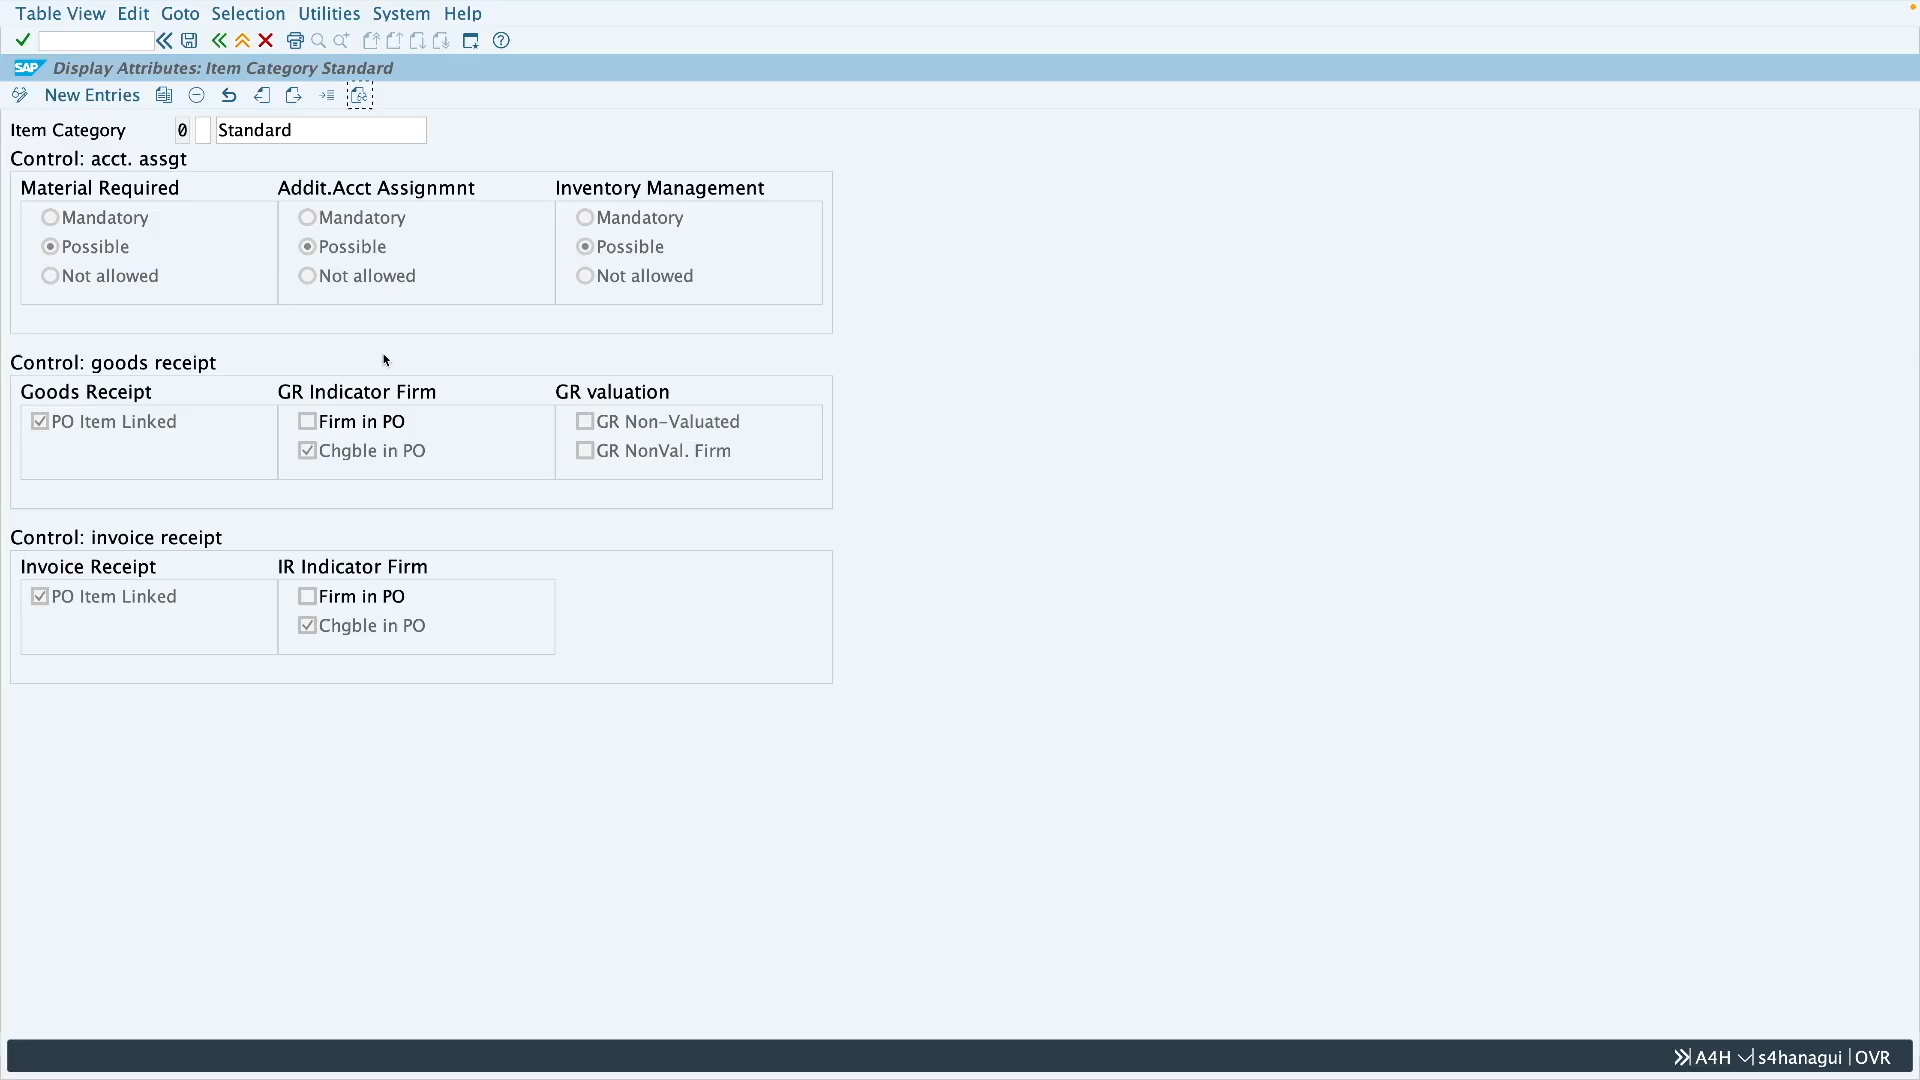 Table View Edit Goto Selection Utilities System Help
SAP Display Attributes: Item Category Standard
New Entries
Item Category 0 Standard
Control: acct. assgt
Material Required Addit.Acct Assignmnt Inventory Management
Mandatory Mandatory Mandatory
Possible Possible Possible
Not allowed Not allowed Not allowed
Control: goods receipt
Goods Receipt GR Indicator Firm GR valuation
PO Item Linked Firm in PO GR Non-Valuated
Chgble in PO GR NonVal. Firm
Control: invoice receipt
Invoice Receipt IR Indicator Firm
PO Item Linked Firm in PO
Chgble in PO
A4H s4hanagui OVR